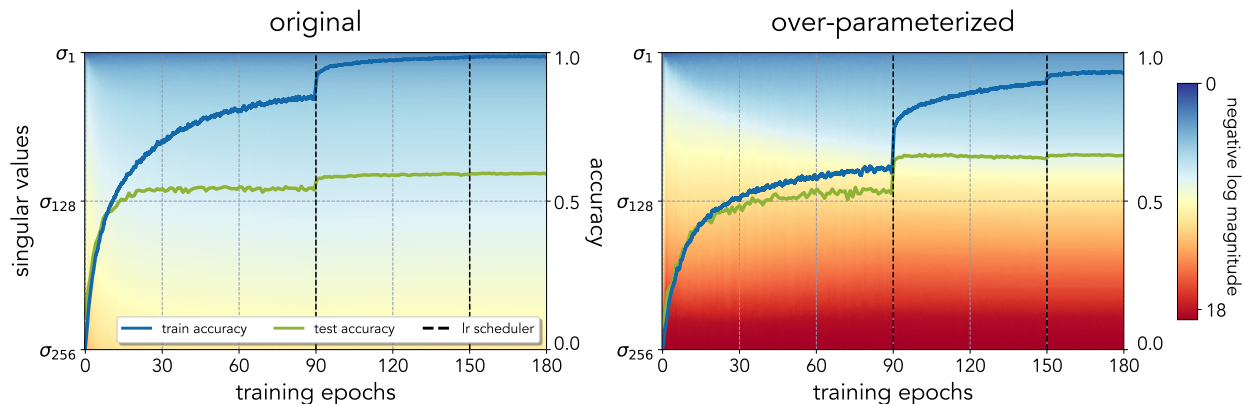 original
over-parameterized
σ1
σ128
σ256
singular values
1.0
0.5
0.0
accuracy
train accuracy
test accuracy
lr scheduler
0 30 60 90 120 150 180
training epochs
σ1
σ128
σ256
1.0
0.5
0.0
0 30 60 90 120 150 180
training epochs
0
18
negative log magnitude